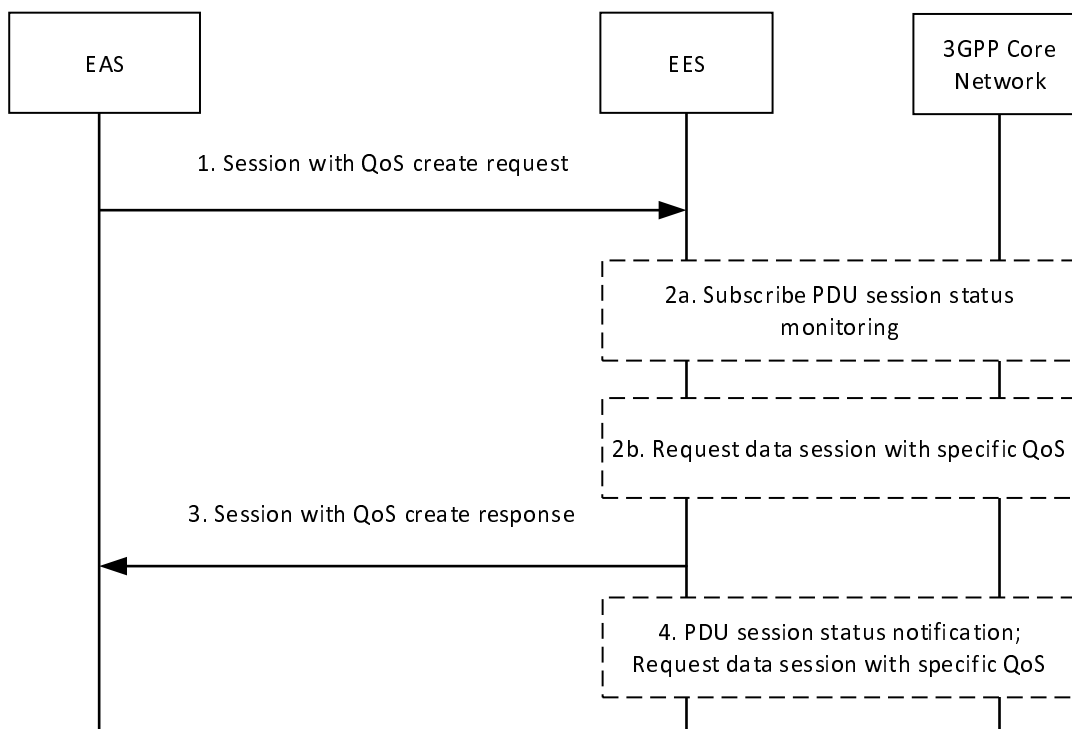 EAS
EES
3GPP Core
Network
1. Session with QoS create request
2a. Subscribe PDU session status
monitoring
2b. Request data session with specific QoS
3. Session with QoS create response
4. PDU session status notification;
Request data session with specific QoS